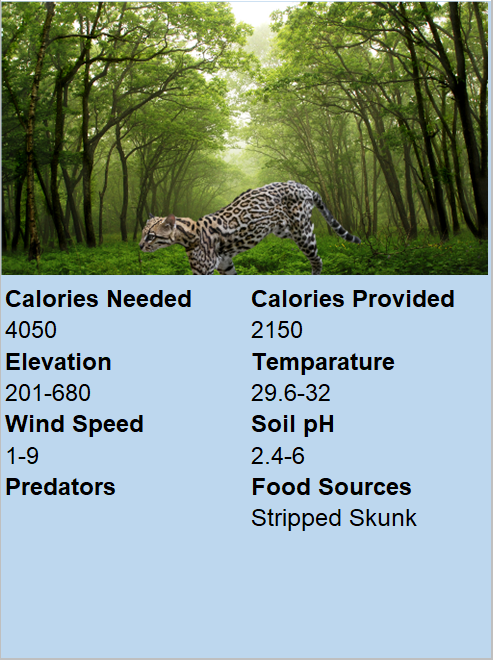 Calories Needed
4050
Elevation
201-680
Wind Speed
1-9
Predators
Calories Provided
2150
Temparature
29.6-32
Soil pH
2.4-6
Food Sources
Stripped Skunk